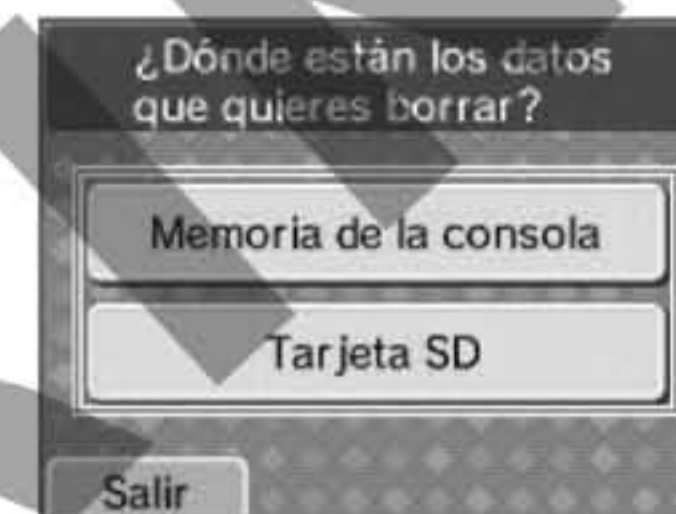 ¿Dónde están los datos
que quieres borrar?
Memoria de la consola
Tarjeta SD
Salir